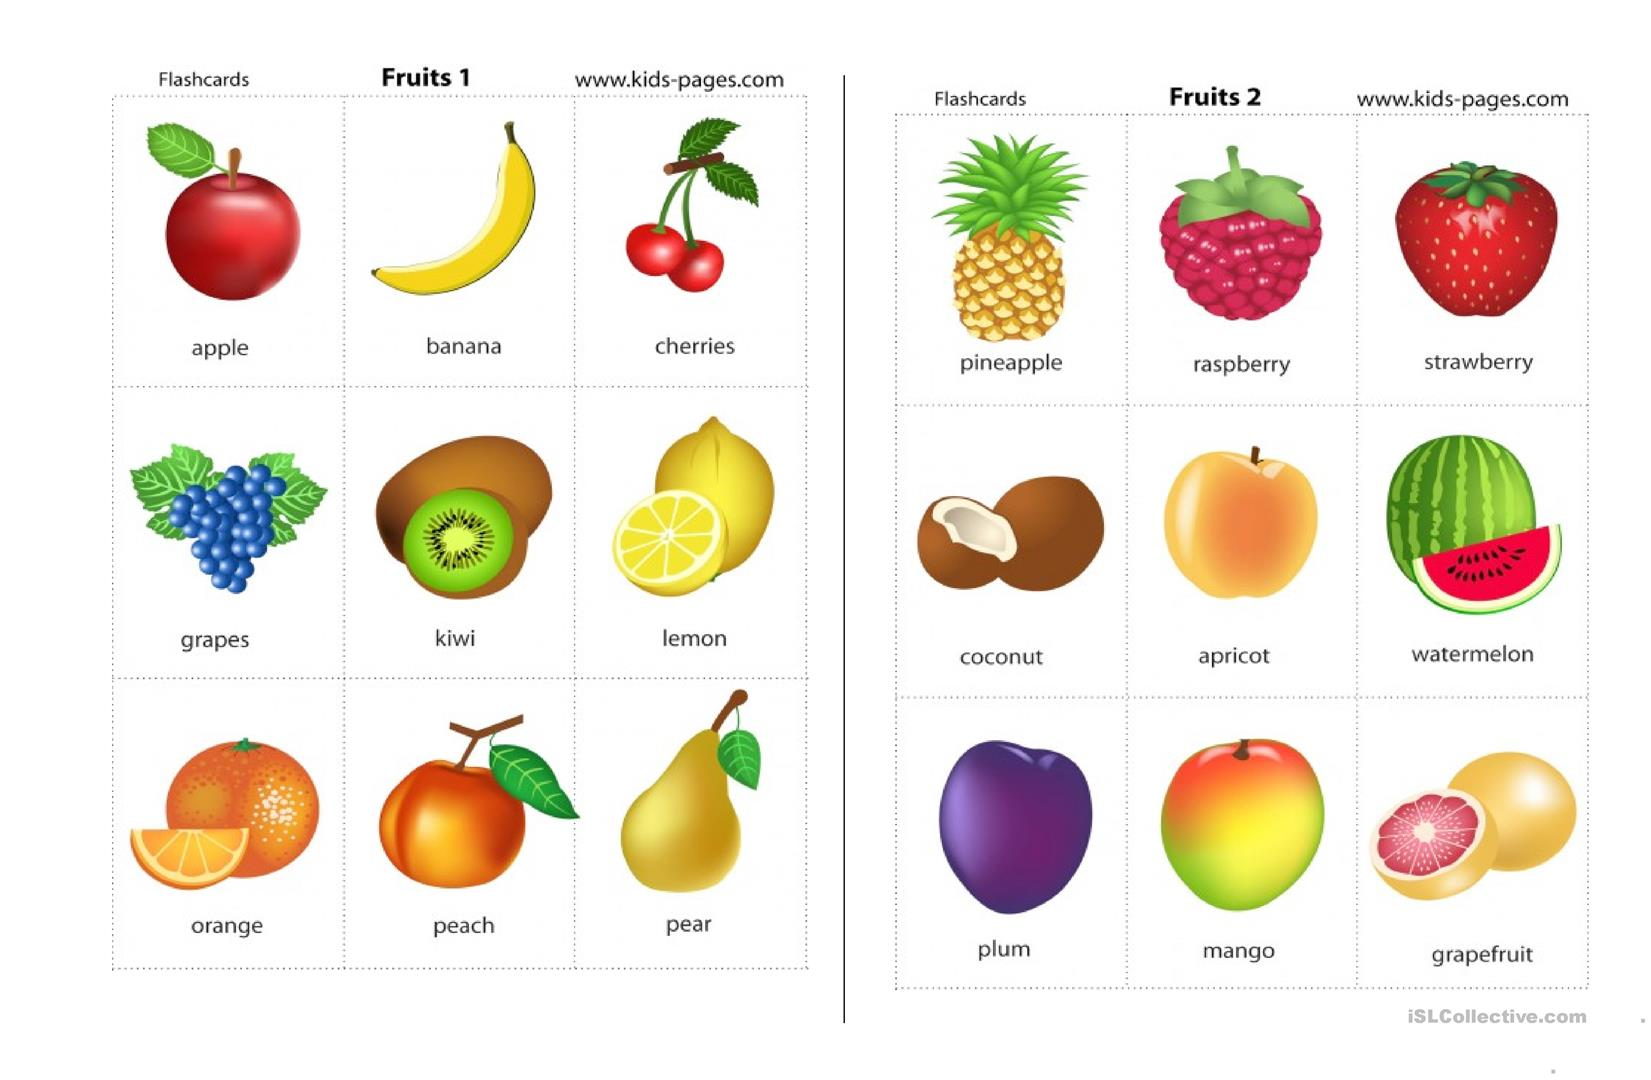 Flashcards Fruits 1 www.kids-pages.com
apple banana cherries
grapes kiwi lemon
orange peach pear
Flashcards Fruits 2 www.kids-pages.com
pineapple raspberry strawberry
coconut apricot watermelon
plum mango grapefruit
iSLCollective.com